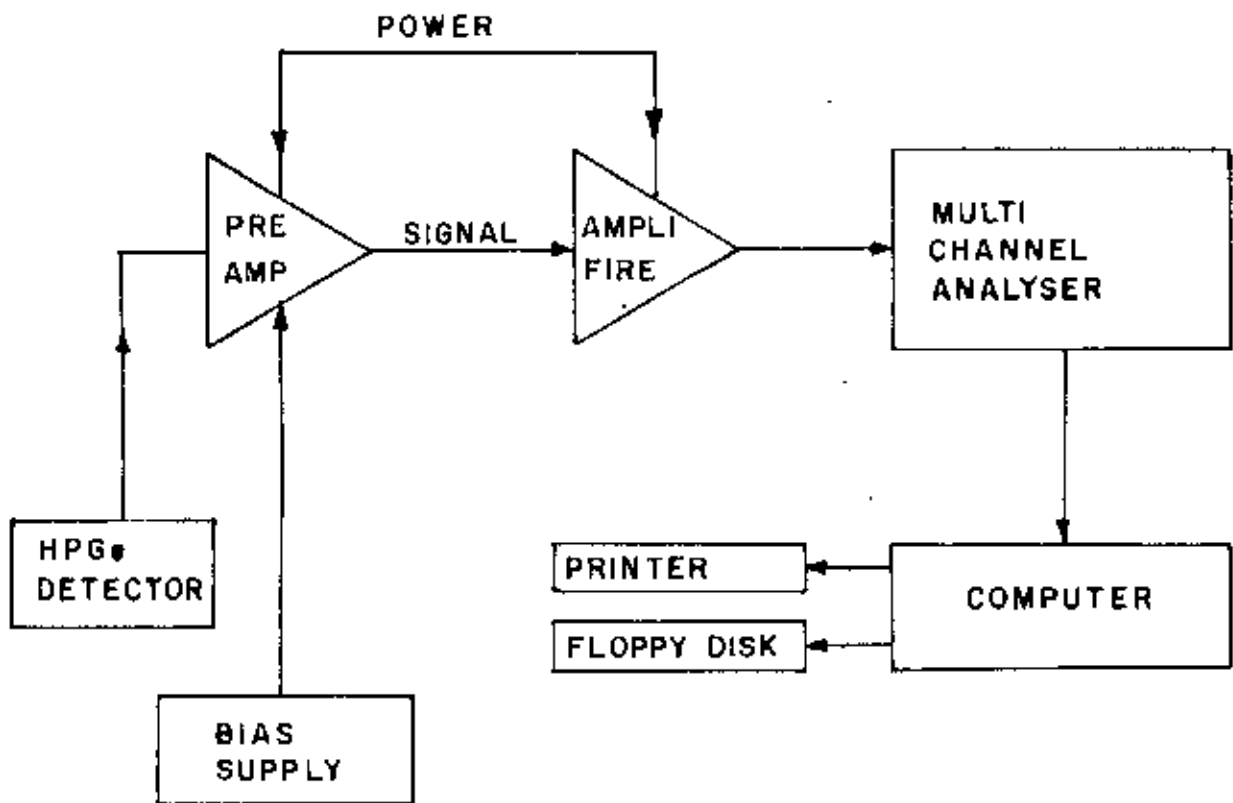 POWER
PRE
AMP
SIGNAL
AMPLI
FIRE
MULTI
CHANNEL
ANALYSER
HPGe
DETECTOR
PRINTER
COMPUTER
FLOPPY DISK
BIAS
SUPPLY